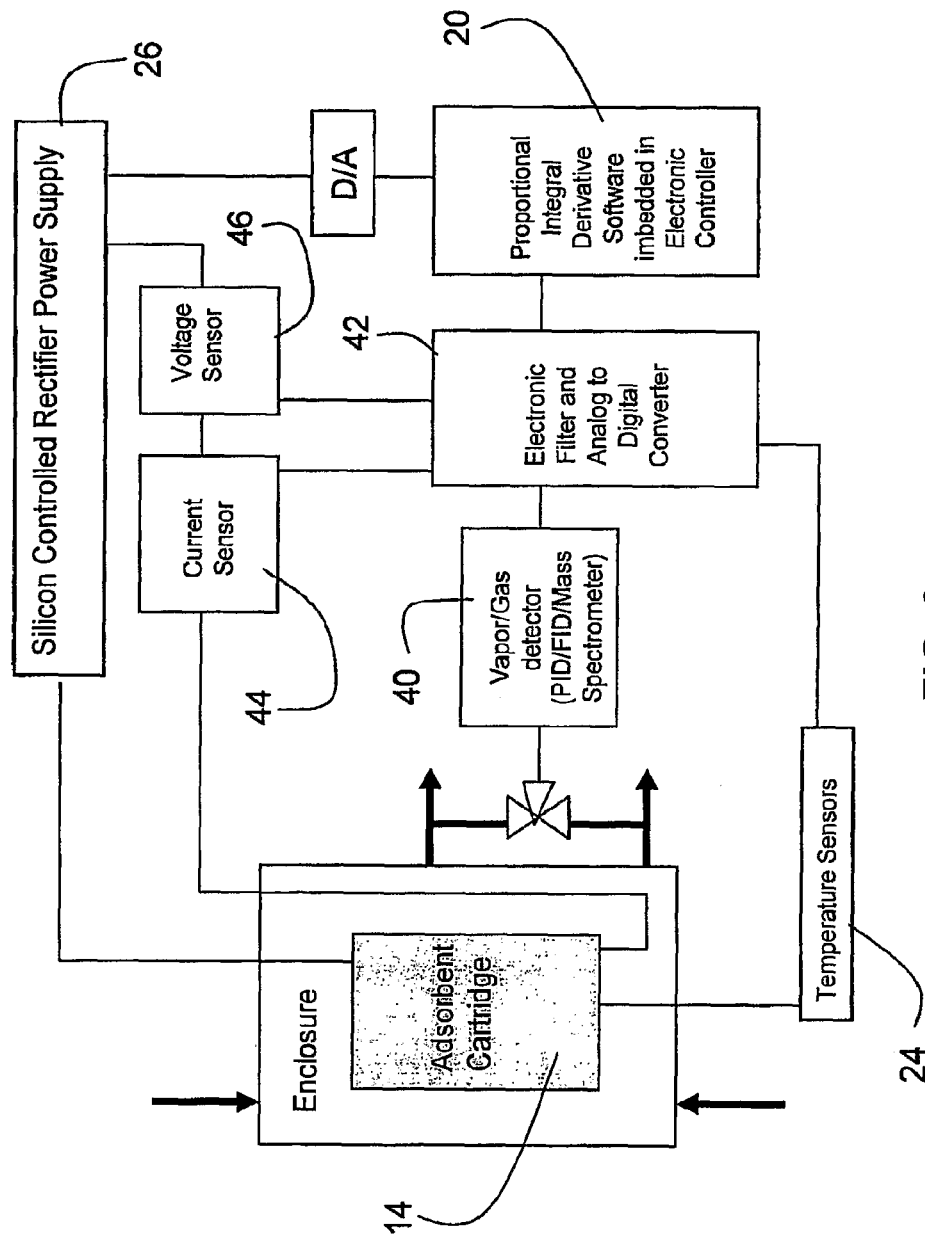 Silicon Controlled Rectifier Power Supply
26
Current
Sensor
44
Voltage
Sensor
46
D/A
Enclosure
Adsorbent
Cartridge
14
Vapor/Gas
detector
(PID/FID/Mass
Spectrometer)
40
Electronic
Filter and
Analog to
Digital
Converter
42
Proportional
Integral
Derivative
Software
imbedded in
Electronic
Controller
20
Temperature Sensors
24